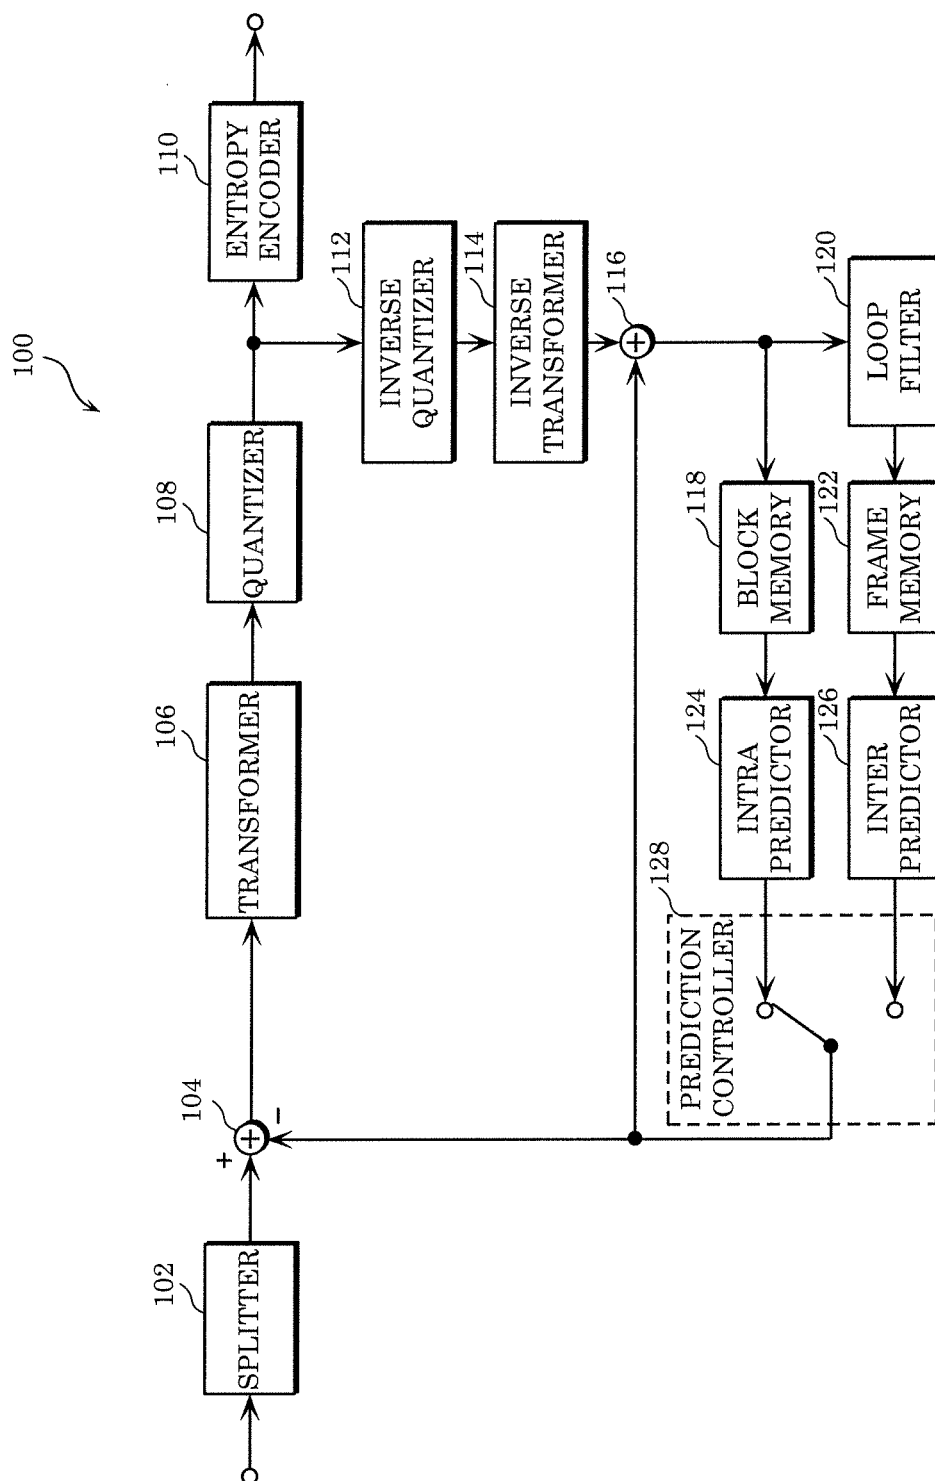 100
102
SPLITTER
104
+
−
106
TRANSFORMER
108
QUANTIZER
110
ENTROPY
ENCODER
112
INVERSE
QUANTIZER
114
INVERSE
TRANSFORMER
116
128
PREDICTION
CONTROLLER
124
INTRA
PREDICTOR
118
BLOCK
MEMORY
120
LOOP
FILTER
126
INTER
PREDICTOR
122
FRAME
MEMORY